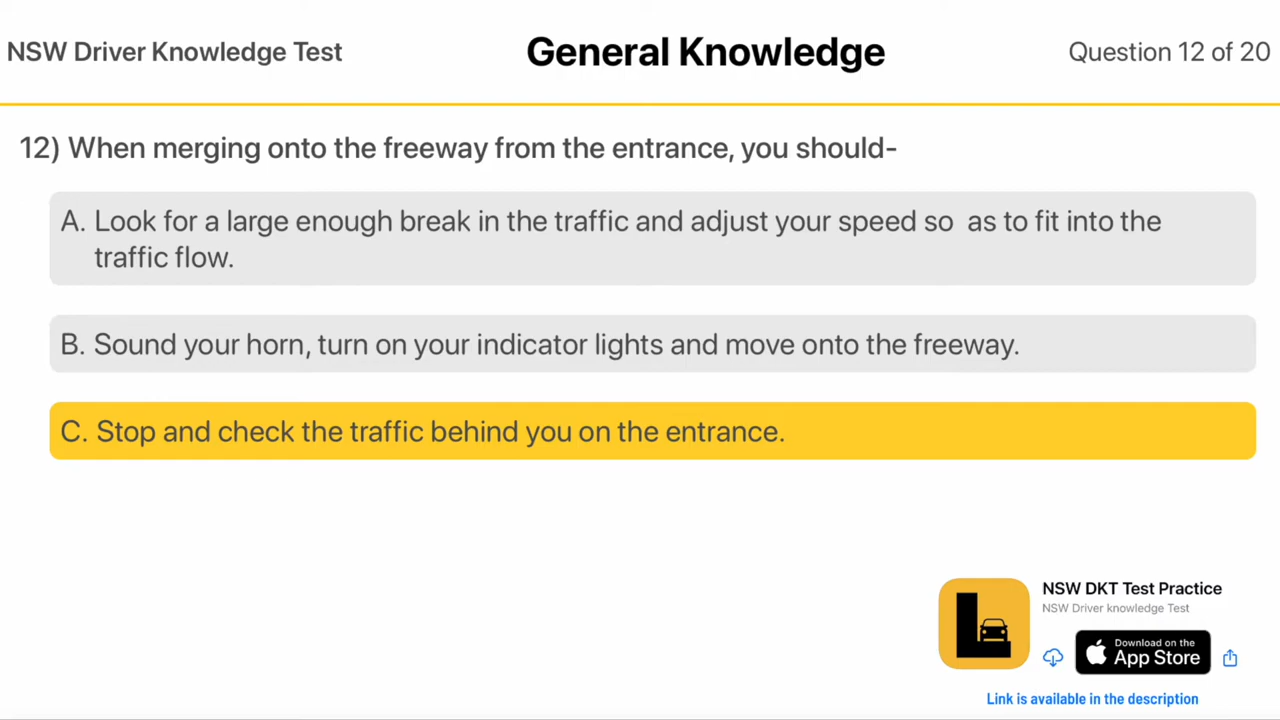 NSW Driver Knowledge Test
General Knowledge
Question 12 of 20
12) When merging onto the freeway from the entrance, you should-
A. Look for a large enough break in the traffic and adjust your speed so as to fit into the
traffic flow.
B. Sound your horn, turn on your indicator lights and move onto the freeway.
C. Stop and check the traffic behind you on the entrance.
NSW DKT Test Practice
NSW Driver knowledge Test
Download on the
App Store
Link is available in the description